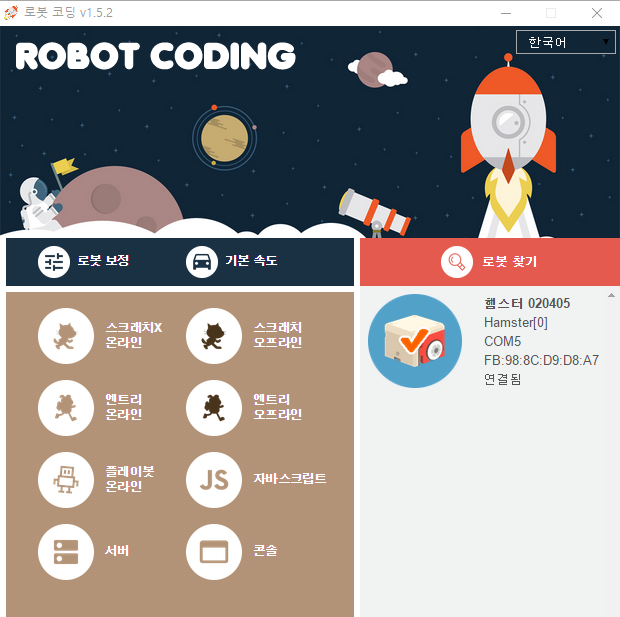 로봇 코딩 v1.5.2
한국어
ROBOT CODING
로봇 보정
기본 속도
로봇 찾기
스크래치X
온라인
스크래치
오프라인
엔트리
온라인
엔트리
오프라인
플레이봇
온라인
JS
자바스크립트
서버
콘솔
햄스터 020405
Hamster[0]
COM5
FB:98:8C:D9:D8:A7
연결됨